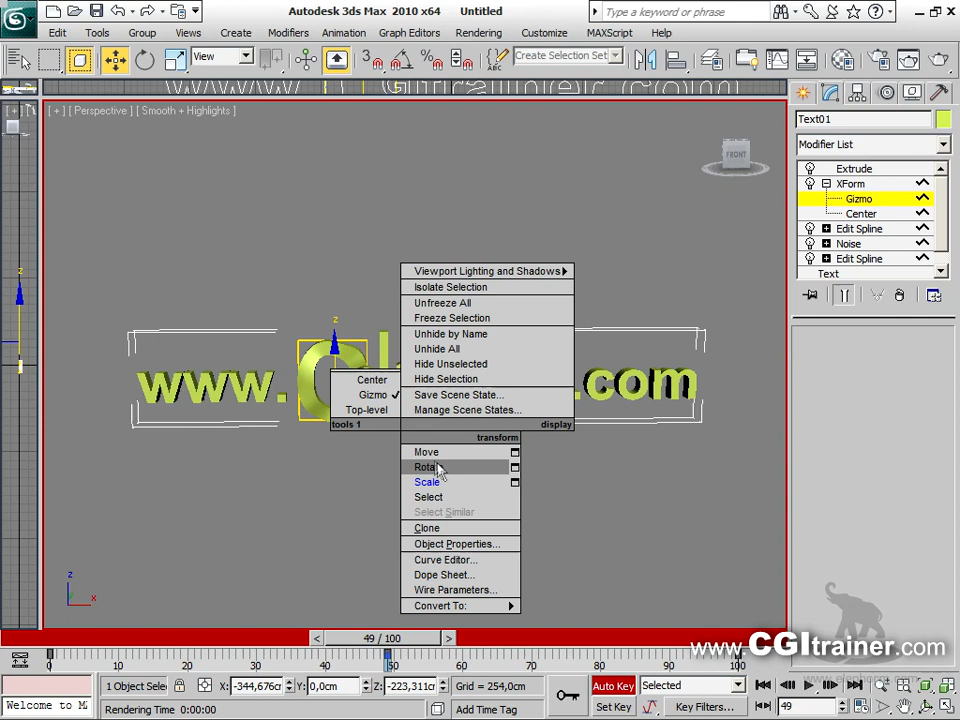 Autodesk 3ds Max 2010 x64 Untitled
Type a keyword or phrase
Edit Tools Group Views Create Modifiers Animation Graph Editors Rendering Customize MAXScript Help
View
3
Create Selection Set
[ + ] [ Perspective ] [ Smooth + Highlights ]
FRONT
Text01
Modifier List
Extrude
XForm
Gizmo
Center
Edit Spline
Noise
Edit Spline
Text
z
z
www.
.com
Viewport Lighting and Shadows
Isolate Selection
Unfreeze All
Freeze Selection
Unhide by Name
Unhide All
Hide Unselected
Hide Selection
Save Scene State...
Manage Scene States...
display
Center
Gizmo
Top-level
tools 1
transform
Move
Rotate
Scale
Select
Select Similar
Clone
Object Properties...
Curve Editor...
Dope Sheet...
Wire Parameters...
Convert To:
z
x
49 / 100
www.CGItrainer.com
0 10 20 30 40 50 60 70 80 90 100
1 Object Selec X: -344,676cm Y: 0,0cm Z: -223,311cm Grid = 254,0cm Auto Key Selected
Welcome to M Rendering Time 0:00:00 Add Time Tag Set Key Key Filters... 49